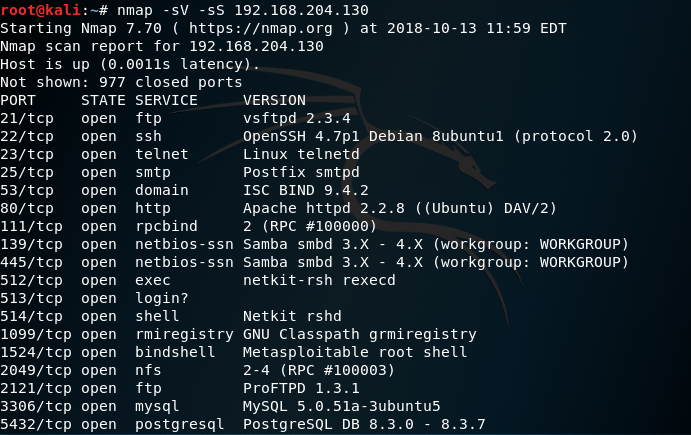 root@kali:~# nmap -sV -sS 192.168.204.130
Starting Nmap 7.70 ( https://nmap.org ) at 2018-10-13 11:59 EDT
Nmap scan report for 192.168.204.130
Host is up (0.0011s latency).
Not shown: 977 closed ports
PORT     STATE SERVICE     VERSION
21/tcp   open  ftp         vsftpd 2.3.4
22/tcp   open  ssh         OpenSSH 4.7p1 Debian 8ubuntu1 (protocol 2.0)
23/tcp   open  telnet      Linux telnetd
25/tcp   open  smtp        Postfix smtpd
53/tcp   open  domain      ISC BIND 9.4.2
80/tcp   open  http        Apache httpd 2.2.8 ((Ubuntu) DAV/2)
111/tcp  open  rpcbind     2 (RPC #100000)
139/tcp  open  netbios-ssn Samba smbd 3.X - 4.X (workgroup: WORKGROUP)
445/tcp  open  netbios-ssn Samba smbd 3.X - 4.X (workgroup: WORKGROUP)
512/tcp  open  exec        netkit-rsh rexecd
513/tcp  open  login?
514/tcp  open  shell       Netkit rshd
1099/tcp open  rmiregistry GNU Classpath grmiregistry
1524/tcp open  bindshell   Metasploitable root shell
2049/tcp open  nfs         2-4 (RPC #100003)
2121/tcp open  ftp         ProFTPD 1.3.1
3306/tcp open  mysql       MySQL 5.0.51a-3ubuntu5
5432/tcp open  postgresql  PostgreSQL DB 8.3.0 - 8.3.7